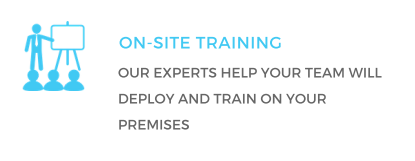 ON-SITE TRAINING
OUR EXPERTS HELP YOUR TEAM WILL
DEPLOY AND TRAIN ON YOUR
PREMISES